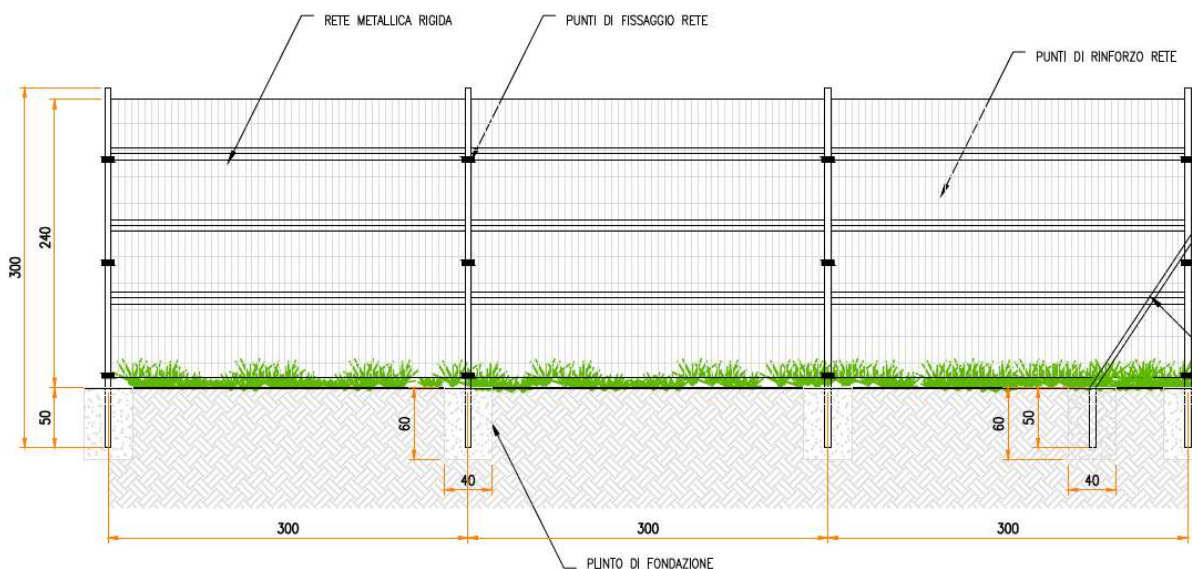 RETE METALLICA RIGIDA
PUNTI DI FISSAGGIO RETE
PUNTI DI RINFORZO RETE
300
240
50
60
40
60
50
40
300
300
300
PLINTO DI FONDAZIONE